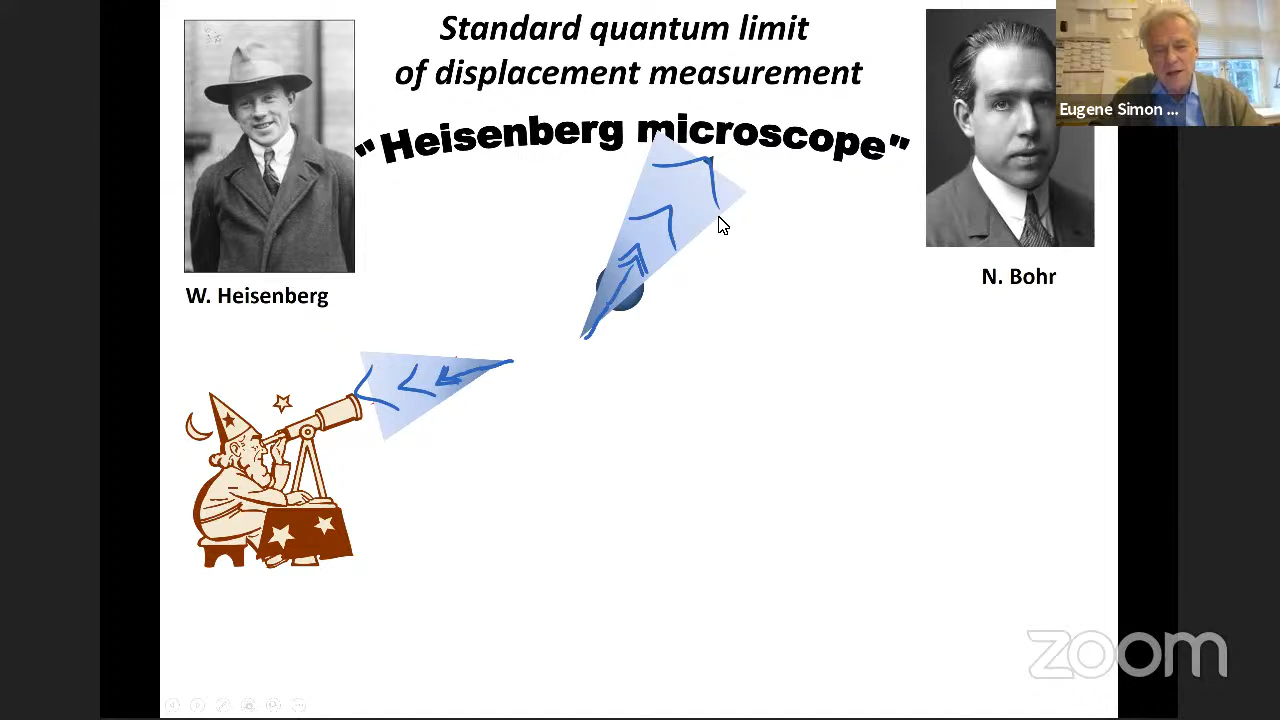 Standard quantum limit
of displacement measurement
"Heisenberg microscope"
Eugene Simon ...
W. Heisenberg
N. Bohr
zoom